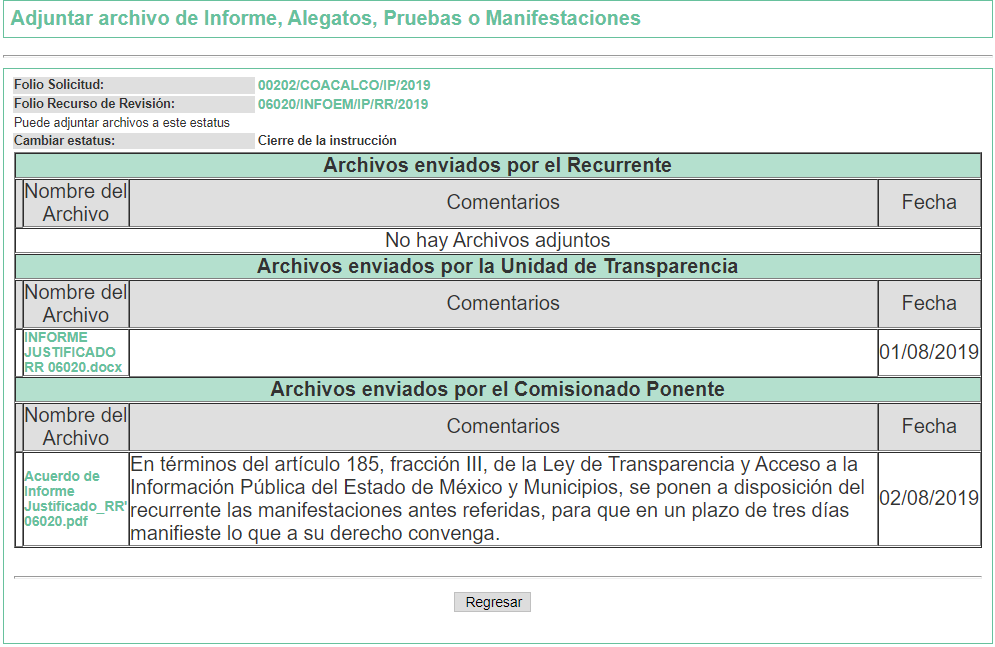 Adjuntar archivo de Informe, Alegatos, Pruebas o Manifestaciones
Folio Solicitud: 00202/COACALCO/IP/2019
Folio Recurso de Revisión: 06020/INFOEM/IP/RR/2019
Puede adjuntar archivos a este estatus
Cambiar estatus: Cierre de la instrucción
Archivos enviados por el Recurrente
Nombre del
Archivo
Comentarios
Fecha
No hay Archivos adjuntos
Archivos enviados por la Unidad de Transparencia
Nombre del
Archivo
Comentarios
Fecha
INFORME
JUSTIFICADO
RR 06020.docx
01/08/2019
Archivos enviados por el Comisionado Ponente
Nombre del
Archivo
Comentarios
Fecha
Acuerdo de
Informe
Justificado_RR'
06020.pdf
En términos del artículo 185, fracción III, de la Ley de Transparencia y Acceso a la
Información Pública del Estado de México y Municipios, se ponen a disposición del
recurrente las manifestaciones antes referidas, para que en un plazo de tres días
manifieste lo que a su derecho convenga.
02/08/2019
Regresar